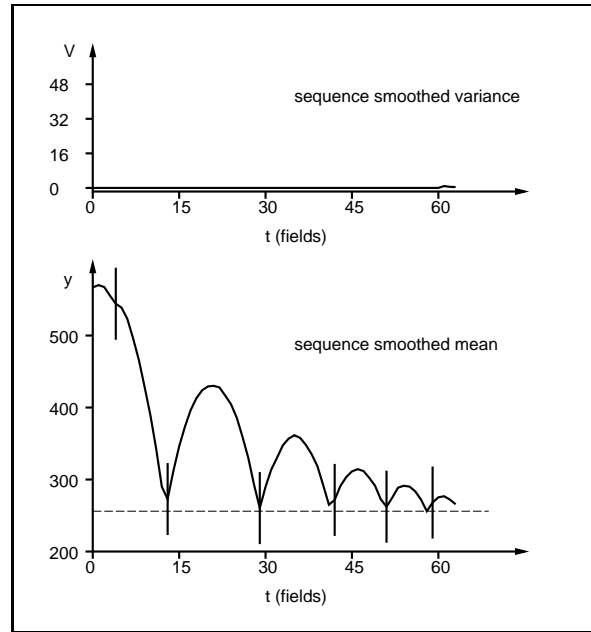 V
48
sequence smoothed variance
32
16
0
0 15 30 45 60
t (fields)
y
500
sequence smoothed mean
400
300
200
0 15 30 45 60
t (fields)